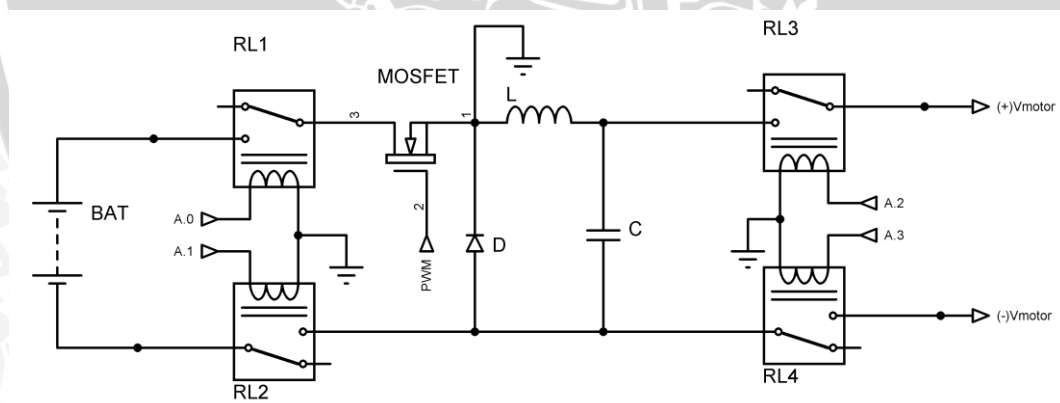 RL1
RL3
MOSFET
L
3
1
(+)Vmotor
BAT
A.0
A.1
2
PWM
D
C
A.2
A.3
(-)Vmotor
RL2
RL4